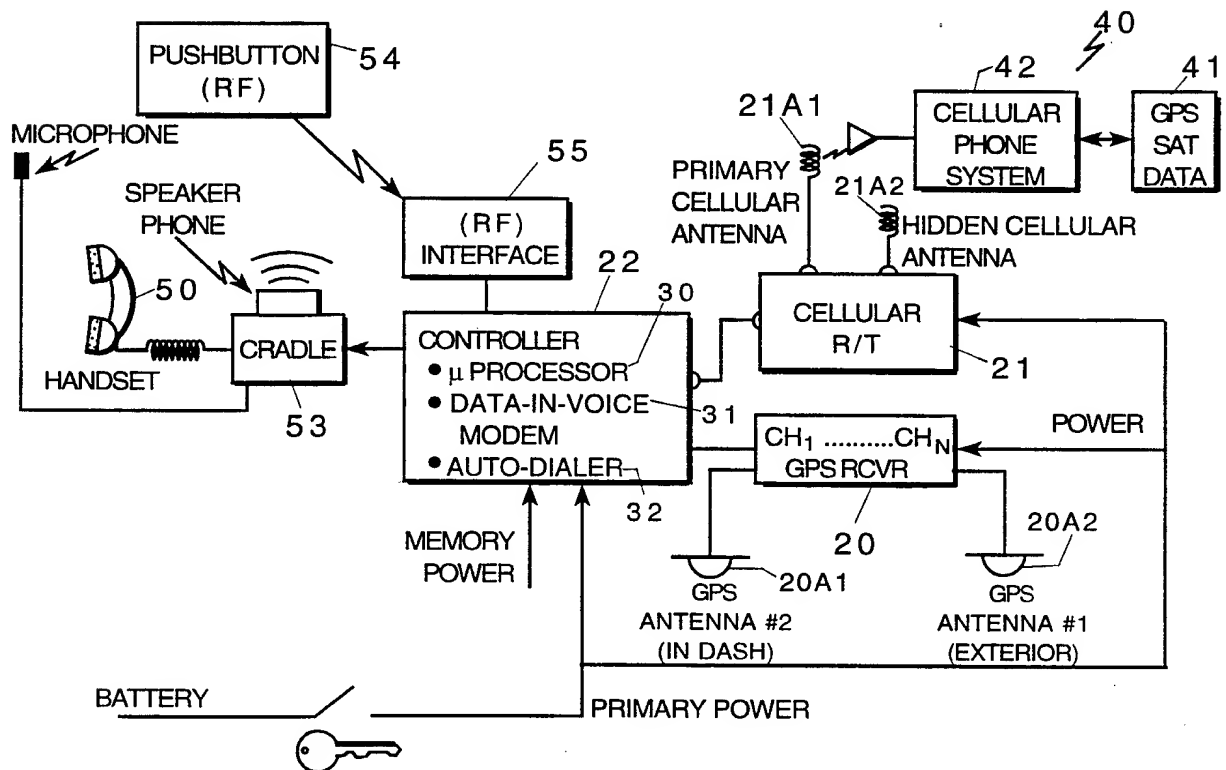 PUSHBUTTON
(RF)
54
MICROPHONE
SPEAKER
PHONE
50
HANDSET
CRADLE
53
55
(RF)
INTERFACE
22
CONTROLLER
30
• μ PROCESSOR
• DATA-IN-VOICE
MODEM
31
• AUTO-DIALER
32
MEMORY
POWER
40
42
41
CELLULAR
PHONE
SYSTEM
GPS
SAT
DATA
21A1
PRIMARY
CELLULAR
ANTENNA
21A2
HIDDEN CELLULAR
ANTENNA
CELLULAR
R/T
21
POWER
CH1 ..........CHN
GPS RCVR
20
20A1
GPS
ANTENNA #2
(IN DASH)
20A2
GPS
ANTENNA #1
(EXTERIOR)
BATTERY
PRIMARY POWER